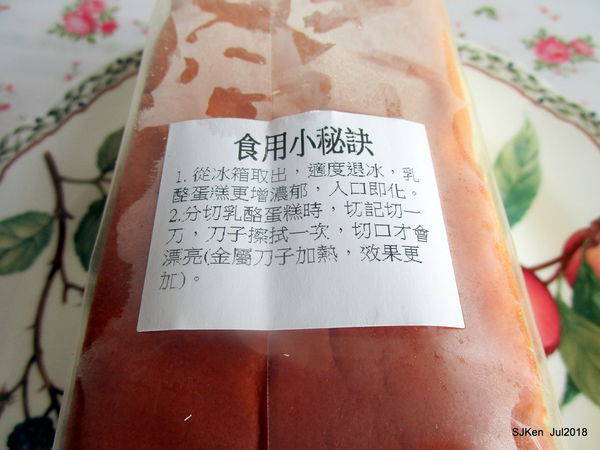 食用小秘訣
1.從冰箱取出，適度退冰，乳
酪蛋糕更增濃郁，入口即化。
2.分切乳酪蛋糕時，切記切一
刀，刀子擦拭一次，切口才會
漂亮(金屬刀子加熱，效果更
加)。
SJKen Jul2018